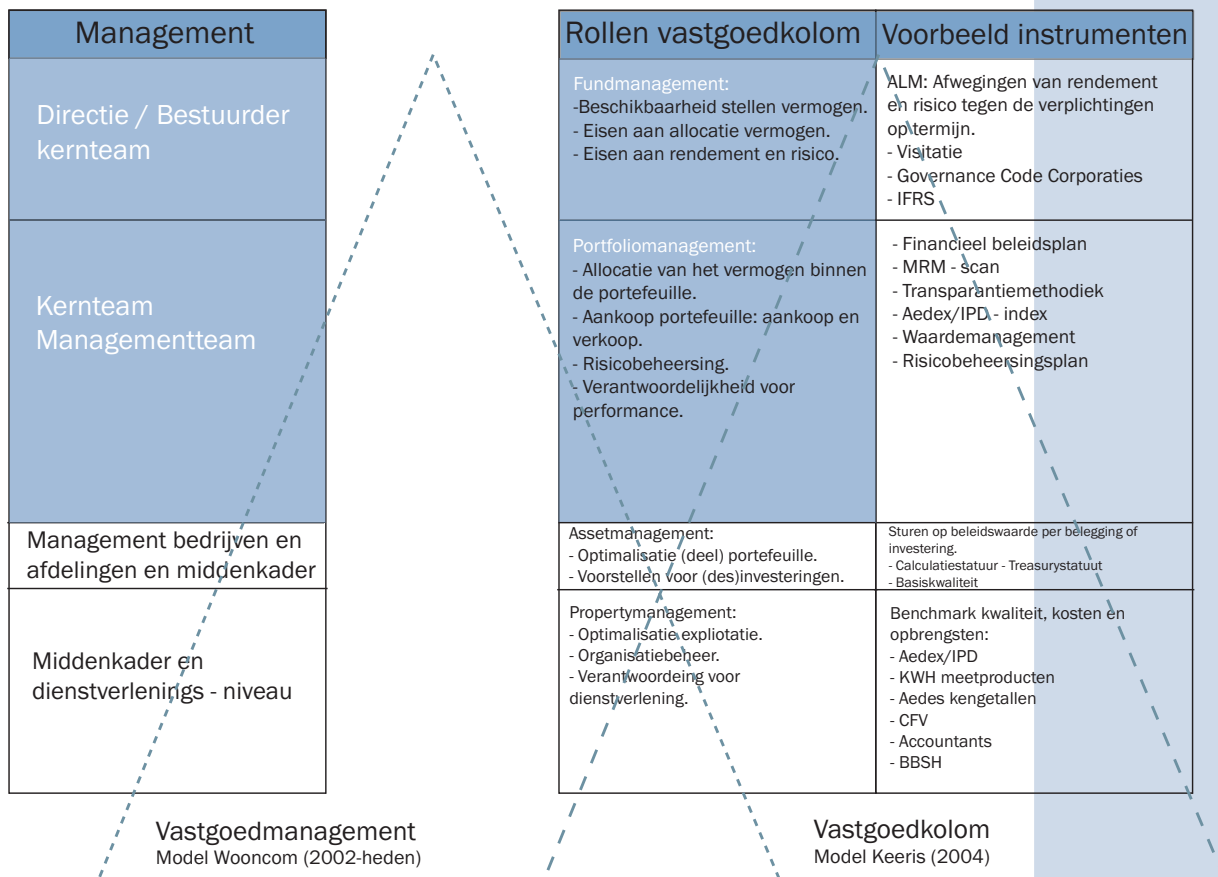 Management
Directie / Bestuurder
kernteam
Kernteam
Managementteam
Management bedrijven en
afdelingen en middenkader
Middenkader en
dienstverlenings - niveau
Vastgoedmanagement
Model Wooncom (2002-heden)
Rollen vastgoedkolom
Voorbeeld instrumenten
Fundmanagement:
-Beschikbaarheid stellen vermogen.
- Eisen aan allocatie vermogen.
- Eisen aan rendement en risico.
ALM: Afwegingen van rendement
en risico tegen de verplichtingen
op termijn.
- Visitatie
- Governance Code Corporaties
- IFRS
Portfoliomanagement:
- Allocatie van het vermogen binnen
de portefeuille.
- Aankoop portefeuille: aankoop en
verkoop.
- Risicobeheersing.
- Verantwoordelijkheid voor
performance.
- Financieel beleidsplan
- MRM - scan
- Transparantiemethodiek
- Aedex/IPD - index
- Waardemanagement
- Risicobeheersingsplan
Assetmanagement:
- Optimalisatie (deel) portefeuille.
- Voorstellen voor (des)investeringen.
Sturen op beleidswaarde per belegging of
investering.
- Calculatiestatuur - Treasurystatuut
- Basiskwaliteit
Propertymanagement:
- Optimalisatie expliotatie.
- Organisatiebeheer.
- Verantwoordeing voor
dienstverlening.
Benchmark kwaliteit, kosten en
opbrengsten:
- Aedex/IPD
- KWH meetproducten
- Aedes kengetallen
- CFV
- Accountants
- BBSH
Vastgoedkolom
Model Keeris (2004)